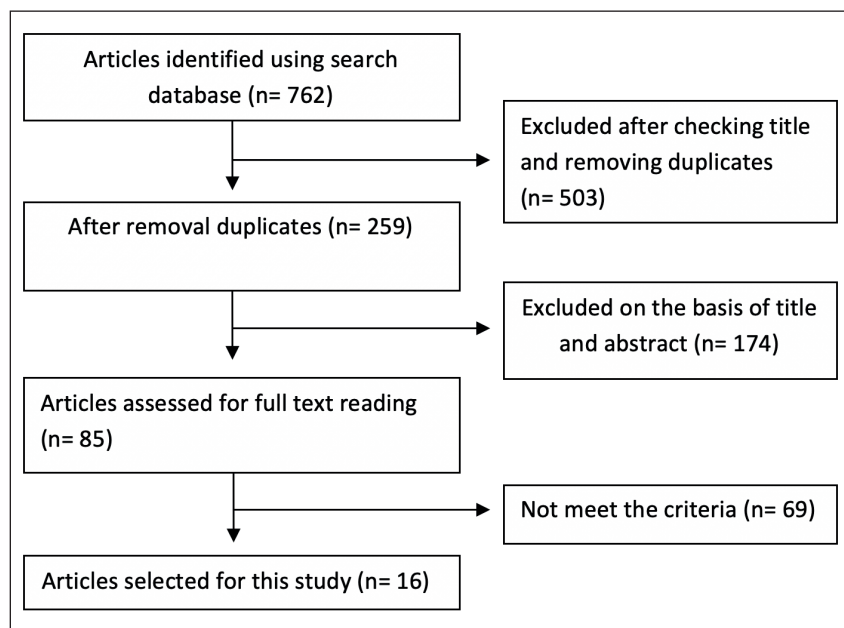 Articles identified using search
database (n= 762)
Excluded after checking title
and removing duplicates
(n= 503)
After removal duplicates (n= 259)
Excluded on the basis of title
and abstract (n= 174)
Articles assessed for full text reading
(n= 85)
Not meet the criteria (n= 69)
Articles selected for this study (n= 16)